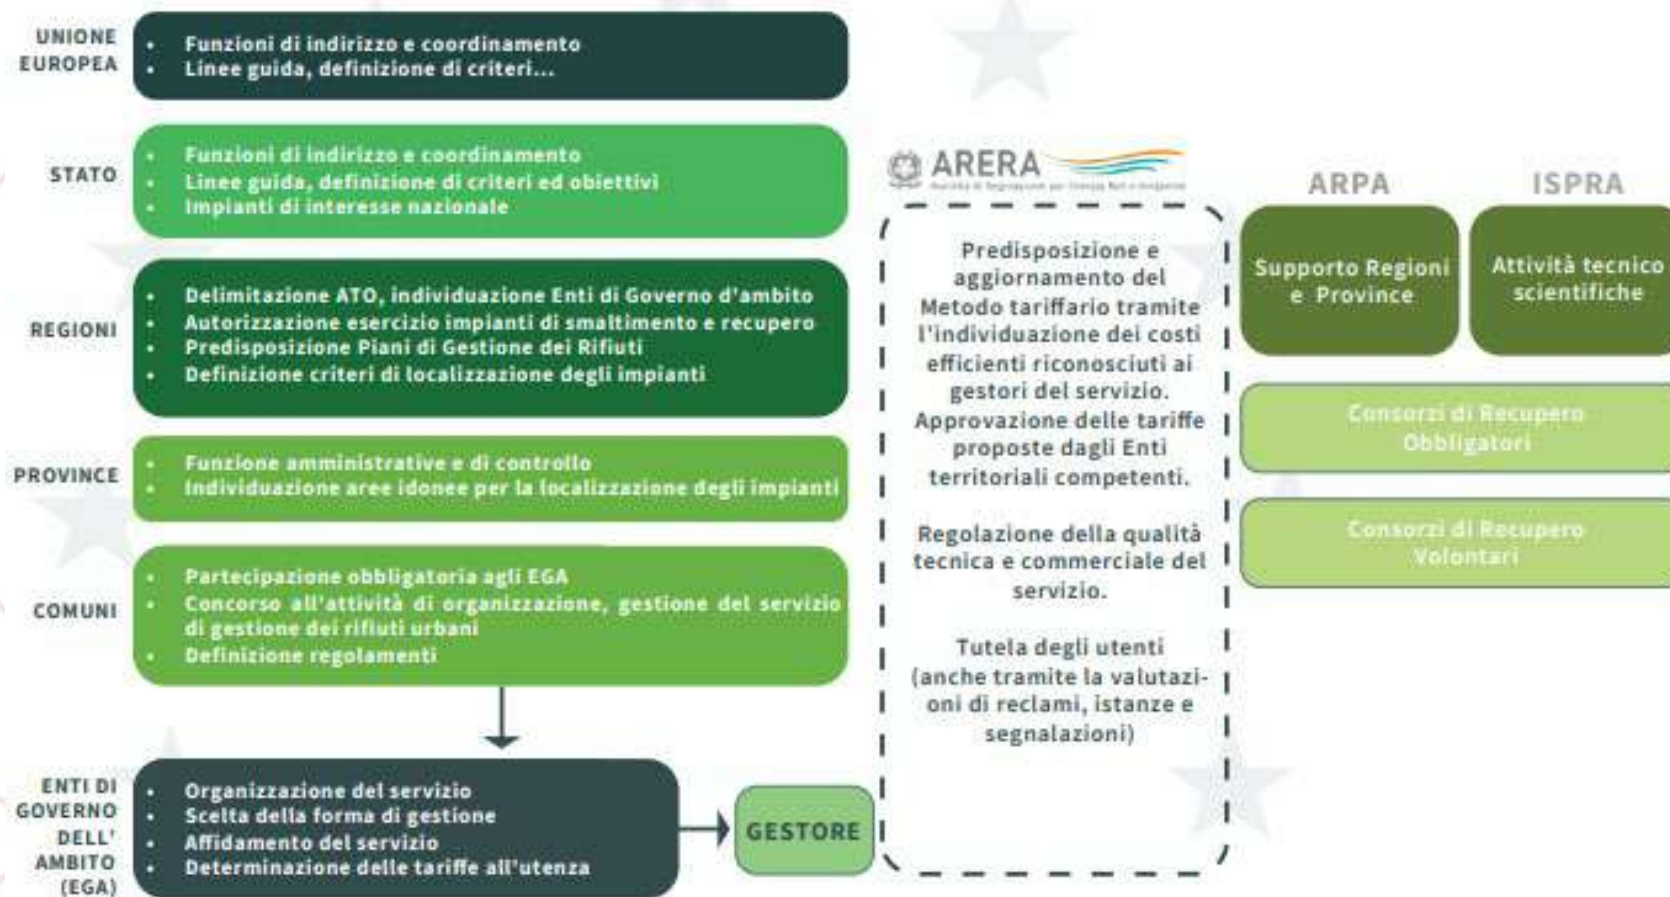 UNIONE
EUROPEA
• Funzioni di indirizzo e coordinamento
• Linee guida, definizione di criteri...
STATO
• Funzioni di indirizzo e coordinamento
• Linee guida, definizione di criteri ed obiettivi
• Impianti di interesse nazionale
REGIONI
• Delimitazione ATO, individuazione Enti di Governo d'ambito
• Autorizzazione esercizio impianti di smaltimento e recupero
• Predisposizione Piani di Gestione dei Rifiuti
• Definizione criteri di localizzazione degli impianti
PROVINCE
• Funzione amministrative e di controllo
• Individuazione aree idonee per la localizzazione degli impianti
COMUNI
• Partecipazione obbligatoria agli EGA
• Concorso all'attività di organizzazione, gestione del servizio
di gestione dei rifiuti urbani
• Definizione regolamenti
ENTI DI
GOVERNO
DELL'
AMBITO
(EGA)
• Organizzazione del servizio
• Scelta della forma di gestione
• Affidamento del servizio
• Determinazione delle tariffe all'utenza
GESTORE
ARERA
Autorità di Regolazione per Energia Reti e Ambiente
Predisposizione e
aggiornamento del
Metodo tariffario tramite
l'individuazione dei costi
efficienti riconosciuti ai
gestori del servizio.
Approvazione delle tariffe
proposte dagli Enti
territoriali competenti.
Regolazione della qualità
tecnica e commerciale del
servizio.
Tutela degli utenti
(anche tramite la valutazi-
oni di reclami, istanze e
segnalazioni)
ARPA
Supporto Regioni
e Province
ISPRA
Attività tecnico
scientifiche
Consorzi di Recupero
Obbligatori
Consorzi di Recupero
Volontari